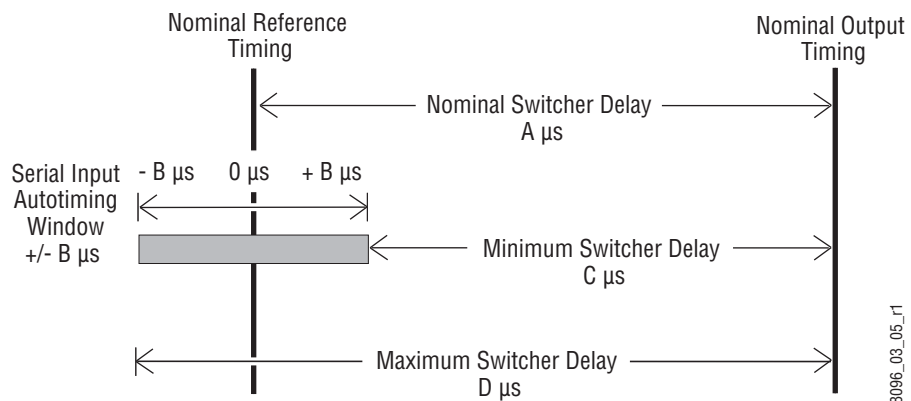 Nominal Reference
Timing
Nominal Output
Timing
Nominal Switcher Delay
A µs
Serial Input
Autotiming
Window
+/- B µs
- B µs 0 µs + B µs
Minimum Switcher Delay
C µs
Maximum Switcher Delay
D µs
8096_03_05_r1